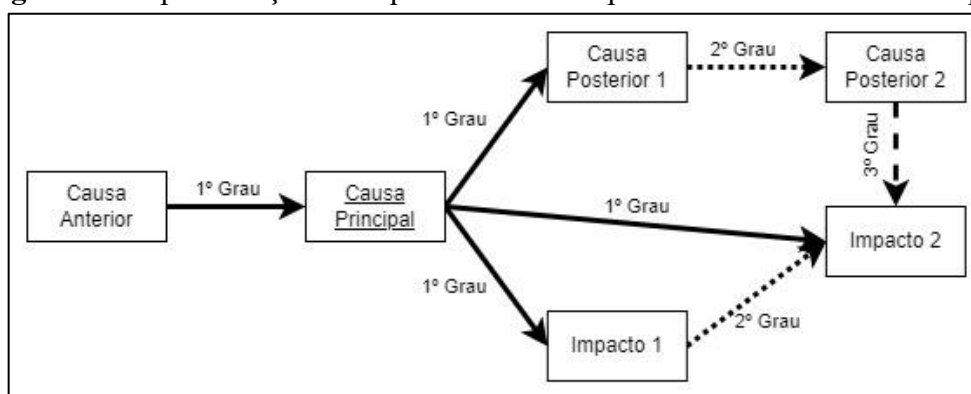 Causa
Posterior 1
2º Grau
Causa
Posterior 2
1º Grau
3º Grau
Causa
Anterior
1º Grau
Causa
Principal
1º Grau
Impacto 2
1º Grau
2º Grau
Impacto 1